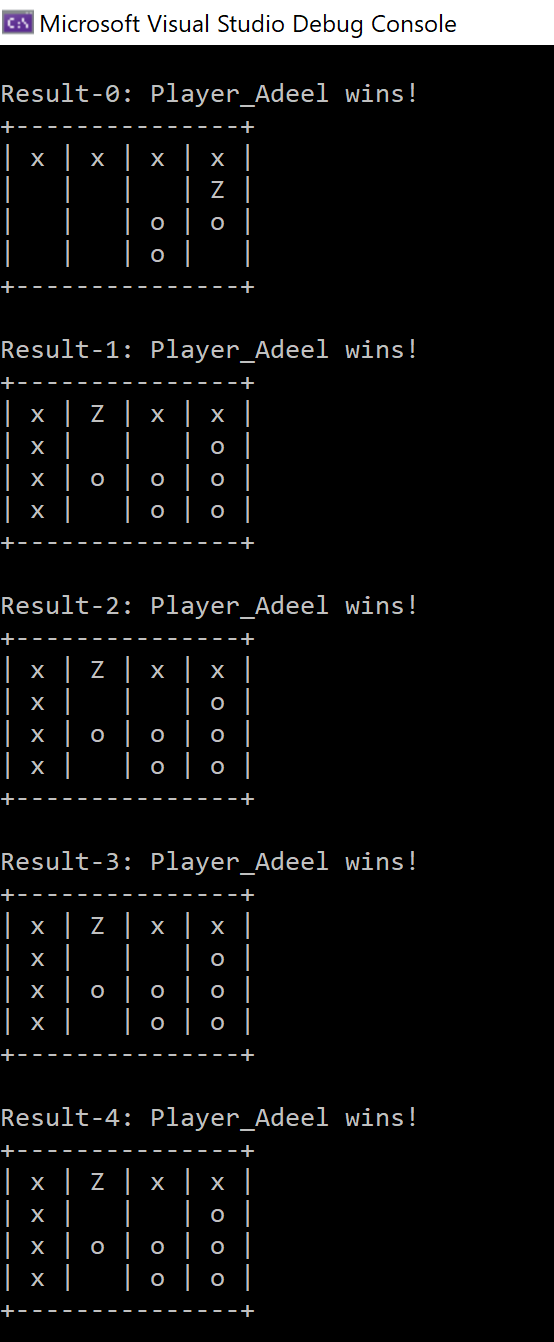 Microsoft Visual Studio Debug Console
Result-0: Player_Adeel wins!
+---------------+
| x | x | x | x |
|   |   |   | Z |
|   |   | o | o |
|   |   | o |   |
+---------------+
Result-1: Player_Adeel wins!
+---------------+
| x | Z | x | x |
| x |   |   | o |
| x | o | o | o |
| x |   | o | o |
+---------------+
Result-2: Player_Adeel wins!
+---------------+
| x | Z | x | x |
| x |   |   | o |
| x | o | o | o |
| x |   | o | o |
+---------------+
Result-3: Player_Adeel wins!
+---------------+
| x | Z | x | x |
| x |   |   | o |
| x | o | o | o |
| x |   | o | o |
+---------------+
Result-4: Player_Adeel wins!
+---------------+
| x | Z | x | x |
| x |   |   | o |
| x | o | o | o |
| x |   | o | o |
+---------------+